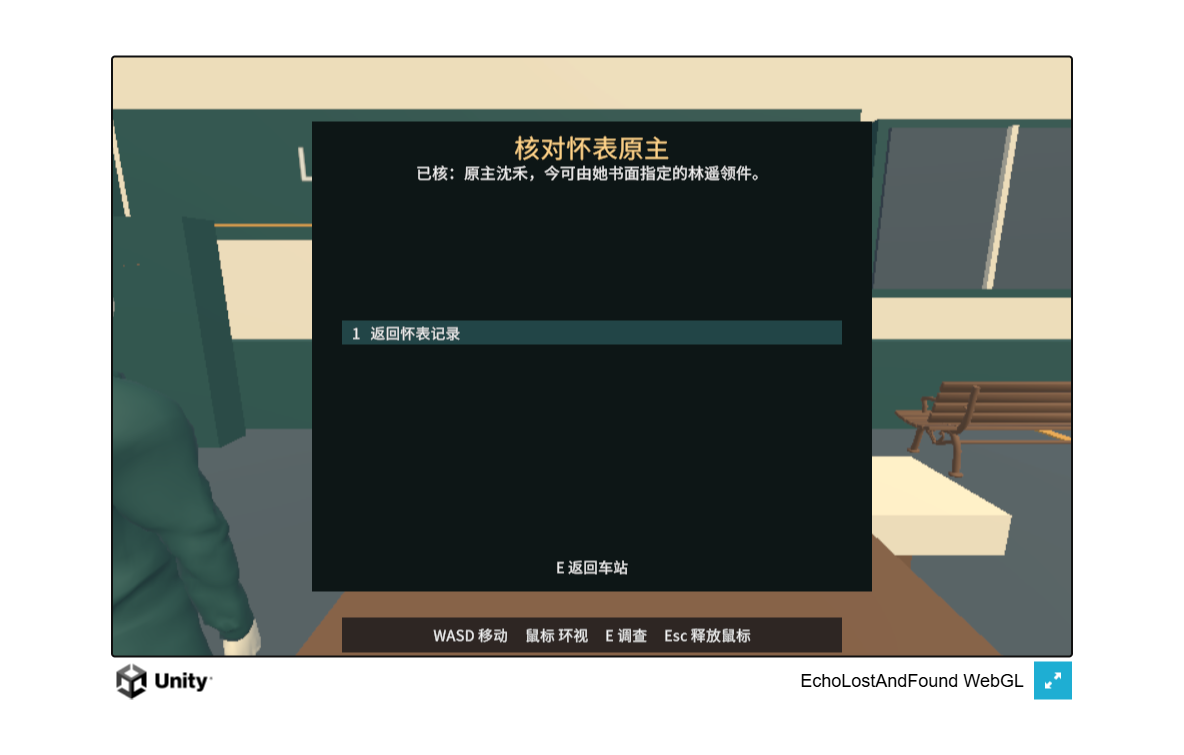 核对怀表原主
已核：原主沈禾，今可由她书面指定的林遥领件。
1 返回怀表记录
E 返回车站
WASD 移动 鼠标 环视 E 调查 Esc 释放鼠标
Unity
EchoLostAndFound WebGL